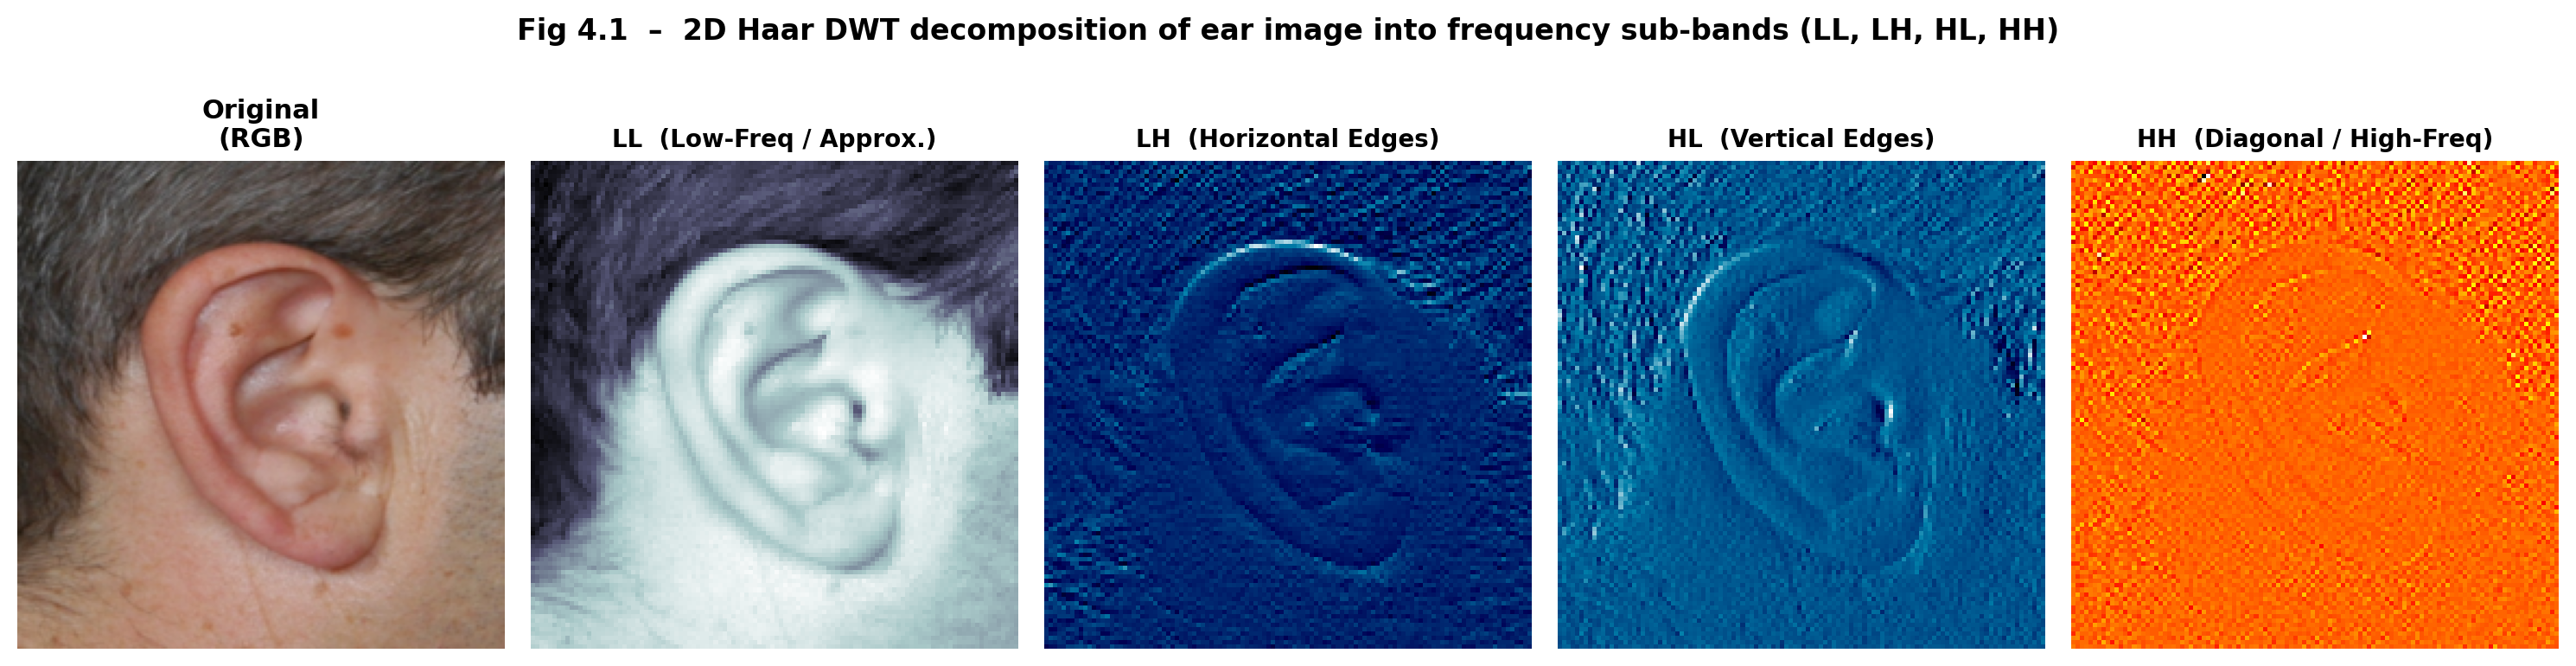 Fig 4.1 – 2D Haar DWT decomposition of ear image into frequency sub-bands (LL, LH, HL, HH)
Original
(RGB)
LL (Low-Freq / Approx.)
LH (Horizontal Edges)
HL (Vertical Edges)
HH (Diagonal / High-Freq)